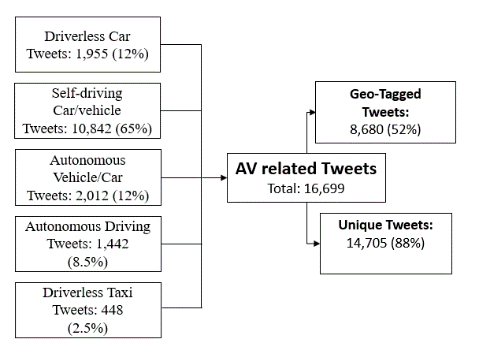 Driverless Car
Tweets: 1,955 (12%)
Self-driving
Car/vehicle
Tweets: 10,842 (65%)
Autonomous
Vehicle/Car
Tweets: 2,012 (12%)
Autonomous Driving
Tweets: 1,442
(8.5%)
Driverless Taxi
Tweets: 448
(2.5%)
AV related Tweets
Total: 16,699
Geo-Tagged
Tweets:
8,680 (52%)
Unique Tweets:
14,705 (88%)